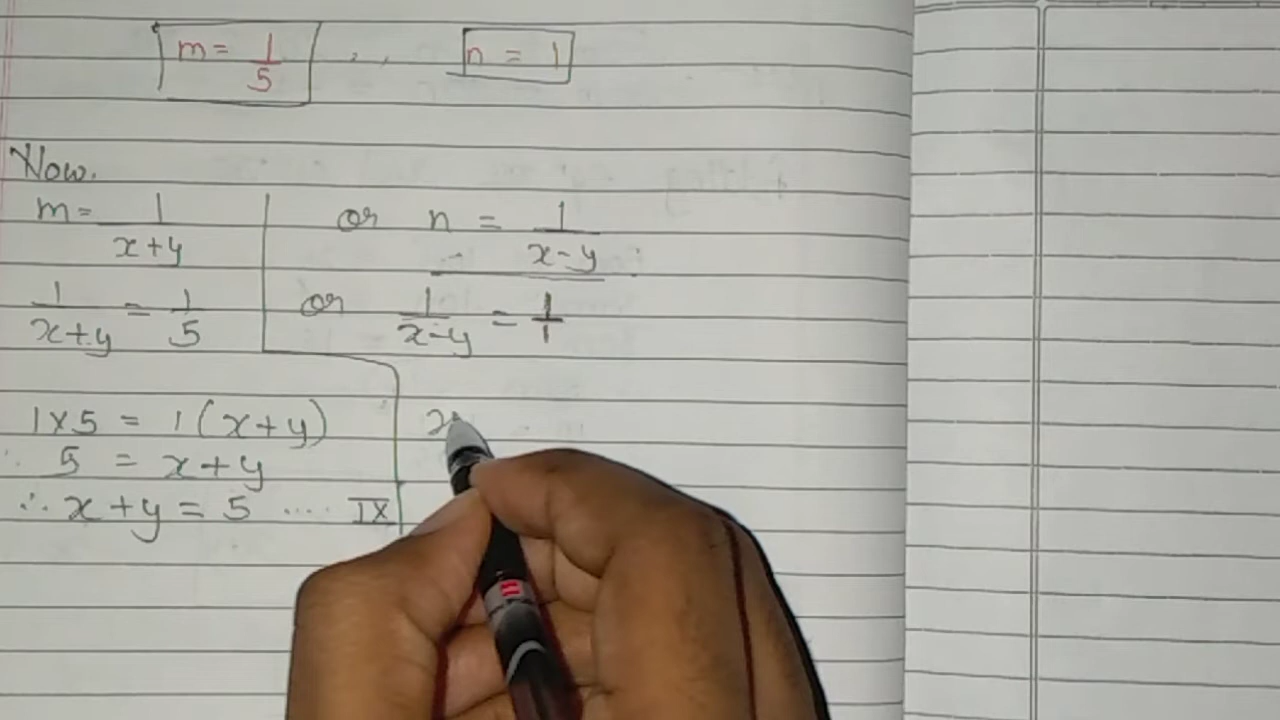 m = 1/5 , , n = 1
Now.
m = 1/(x+y) or n = 1/(x-y)
1/(x+y) = 1/5 or 1/(x-y) = 1/1
1×5 = 1(x+y) x
5 = x+y
∴ x+y = 5 .... IX